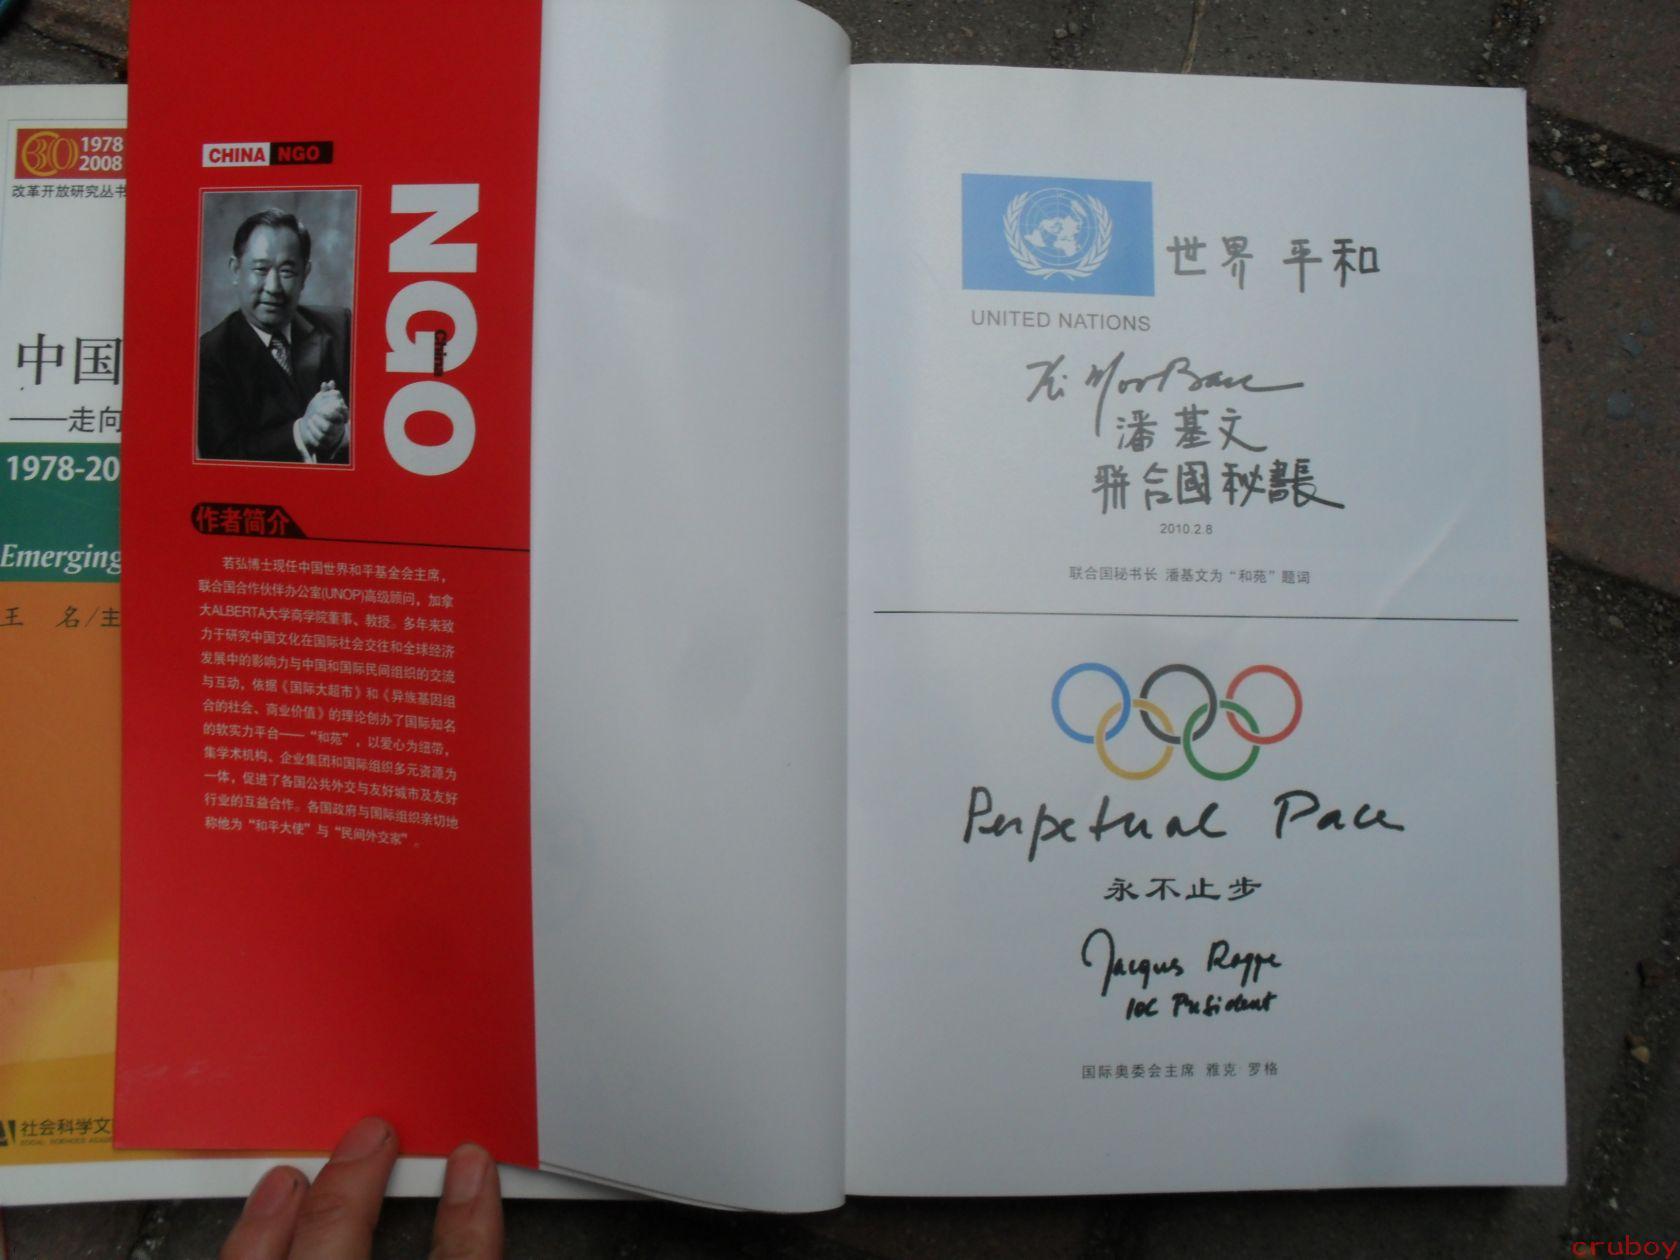 1978
2008
改革开放研究丛书
中国
——走向
1978-20
Emerging
王 名/主
社会科学文
CHINA NGO
NGO
China
作者简介
若弘博士现任中国世界和平基金会主席，
联合国合作伙伴办公室(UNOP)高级顾问，加拿
大ALBERTA大学商学院董事、教授。多年来致
力于研究中国文化在国际社会交往和全球经济
发展中的影响力与中国和国际民间组织的交流
与互动，依据《国际大超市》和《异族基因组
合的社会、商业价值》的理论创办了国际知名
的软实力平台——“和苑”，以爱心为纽带，
集学术机构、企业集团和国际组织多元资源为
一体，促进了各国公共外交与友好城市及友好
行业的互益合作。各国政府与国际组织亲切地
称他为“和平大使”与“民间外交家”。
世界 平和
UNITED NATIONS
Ki Moon Ban
潘基文
联合國秘書長
2010.2.8
联合国秘书长 潘基文为“和苑”题词
Perpetual Pace
永不止步
Jacques Rogge
IOC President
国际奥委会主席 雅克·罗格
cruboy